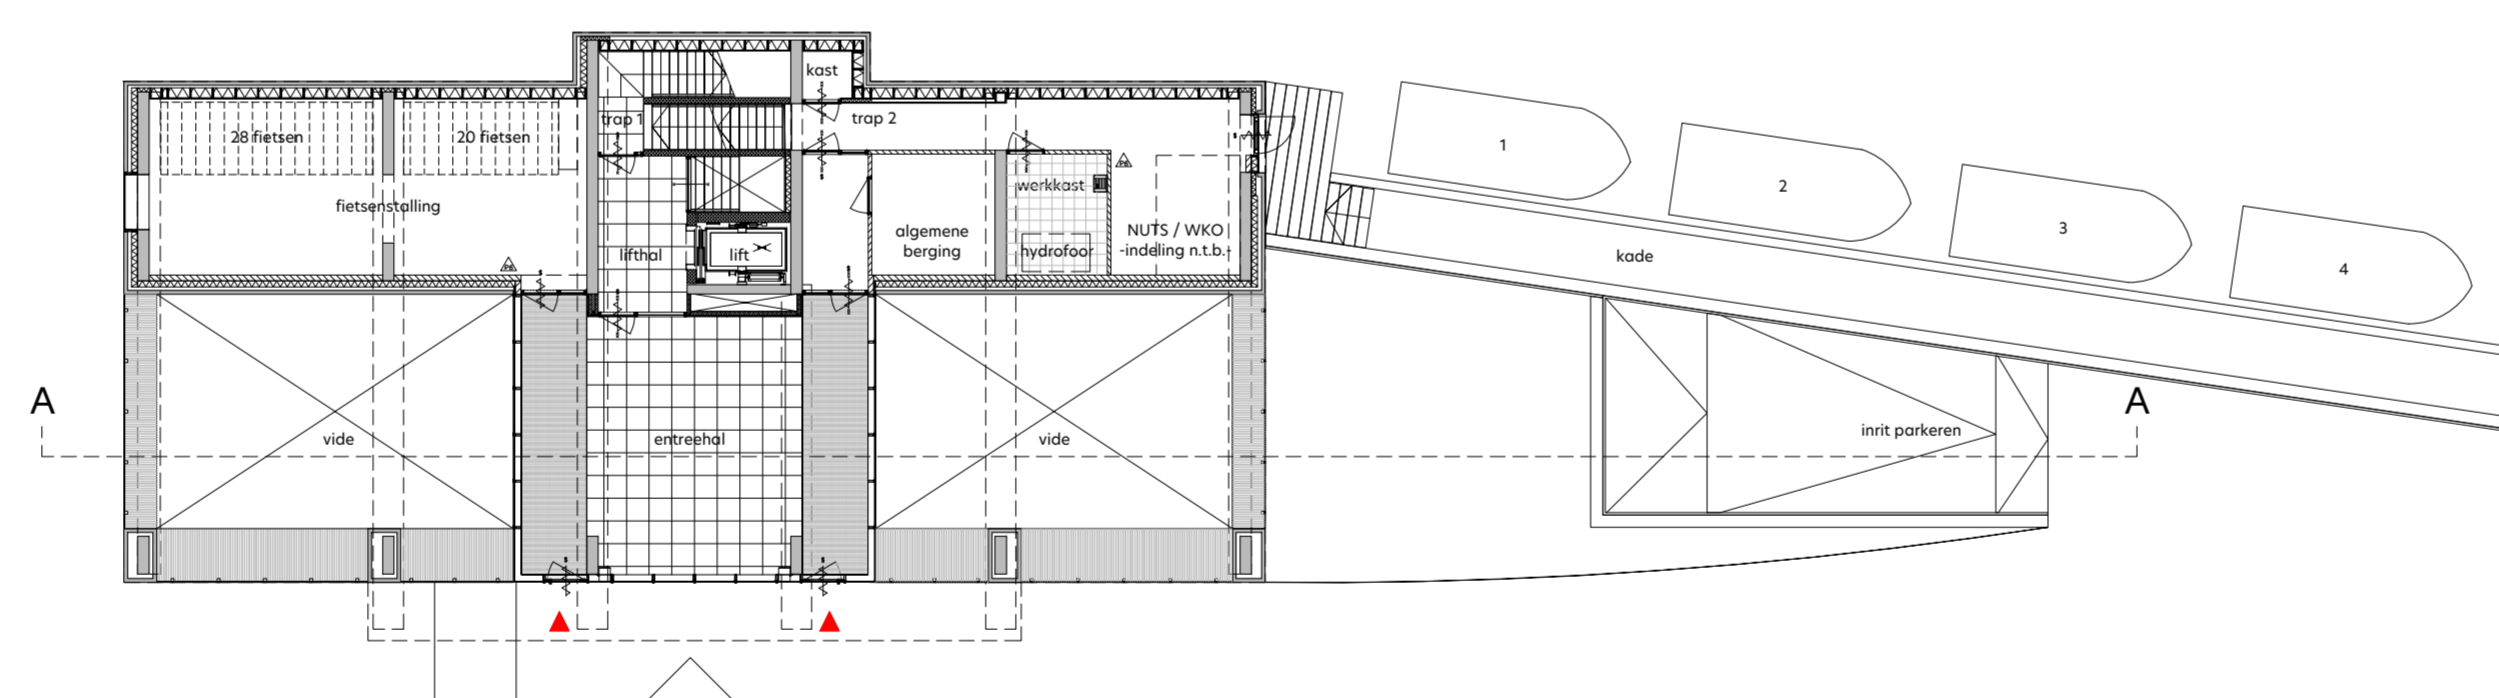 kast
28 fietsen
20 fietsen
trap 1
trap 2
1
2
3
4
werkkast
fietsenstalling
algemene
berging
NUTS / WKO
-indeling n.t.b.-
hydrofoor
lifthal
lift
kade
A
A
vide
entreehal
vide
inrit parkeren